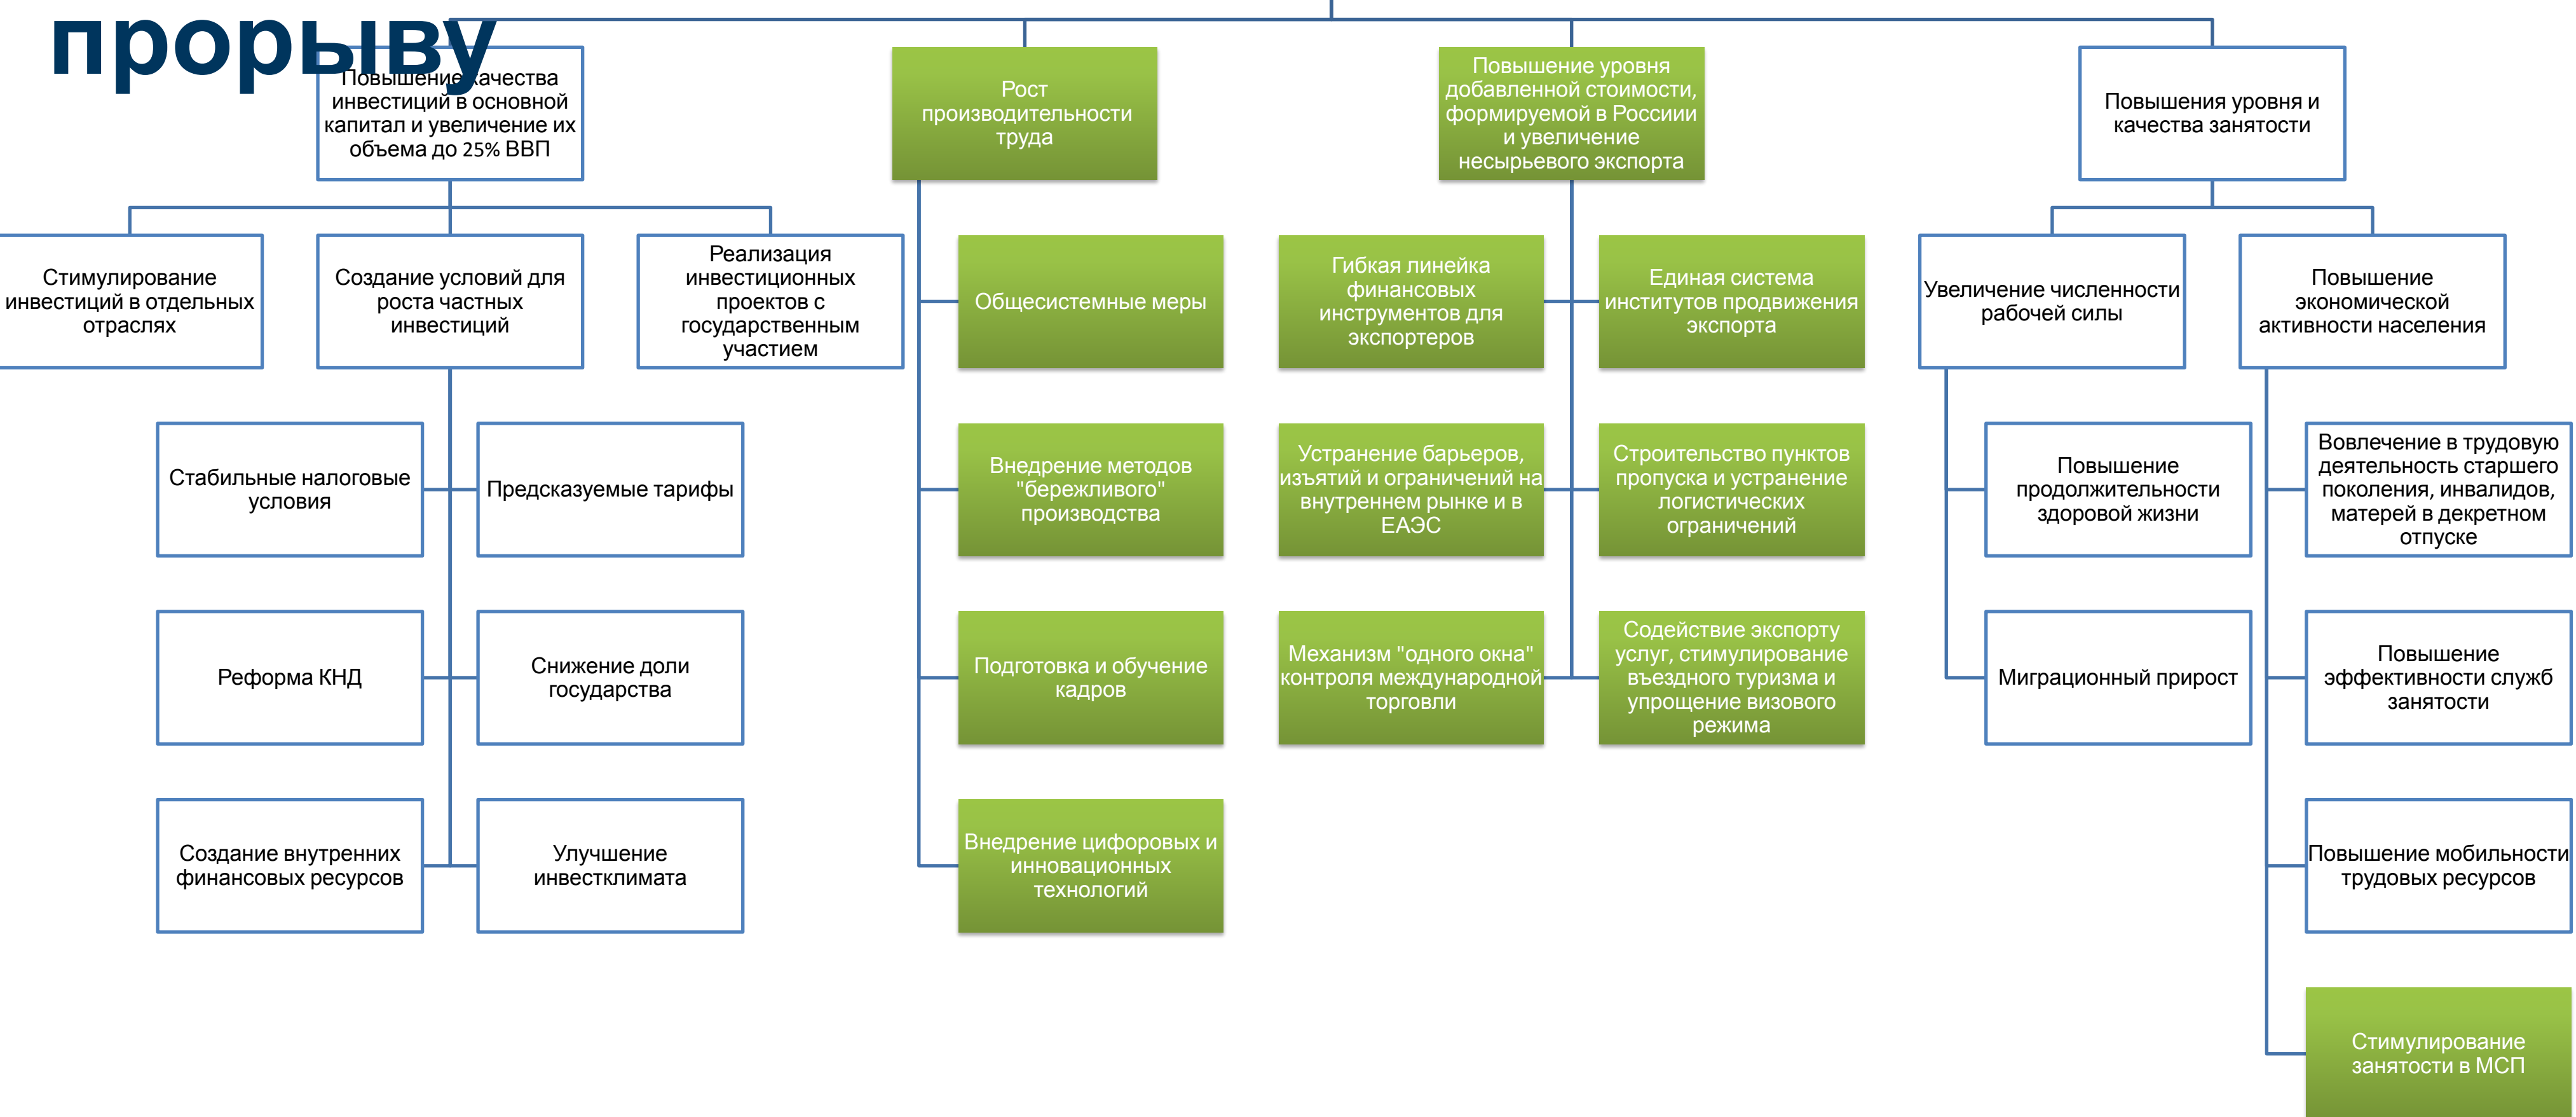 прорыву
Повышение качества
инвестиций в основной
капитал и увеличение их
объема до 25% ВВП
Рост
производительности
труда
Повышение уровня
добавленной стоимости,
формируемой в Россиии
и увеличение
несырьевого экспорта
Повышения уровня и
качества занятости
Стимулирование
инвестиций в отдельных
отраслях
Создание условий для
роста частных
инвестиций
Реализация
инвестиционных
проектов с
государственным
участием
Общесистемные меры
Гибкая линейка
финансовых
инструментов для
экспортеров
Единая система
институтов продвижения
экспорта
Увеличение численности
рабочей силы
Повышение
экономической
активности населения
Стабильные налоговые
условия
Предсказуемые тарифы
Внедрение методов
"бережливого"
производства
Устранение барьеров,
изъятий и ограничений на
внутреннем рынке и в
ЕАЭС
Строительство пунктов
пропуска и устранение
логистических
ограничений
Повышение
продолжительности
здоровой жизни
Вовлечение в трудовую
деятельность старшего
поколения, инвалидов,
матерей в декретном
отпуске
Реформа КНД
Снижение доли
государства
Подготовка и обучение
кадров
Механизм "одного окна"
контроля международной
торговли
Содействие экспорту
услуг, стимулирование
въездного туризма и
упрощение визового
режима
Миграционный прирост
Повышение
эффективности служб
занятости
Создание внутренних
финансовых ресурсов
Улучшение
инвестклимата
Внедрение цифоровых и
инновационных
технологий
Повышение мобильности
трудовых ресурсов
Стимулирование
занятости в МСП